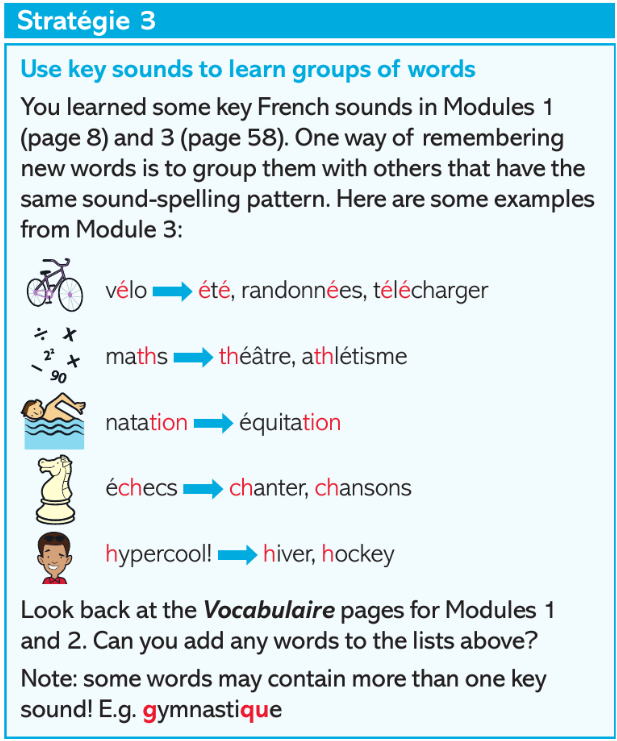 Stratégie 3
Use key sounds to learn groups of words
You learned some key French sounds in Modules 1
(page 8) and 3 (page 58). One way of remembering
new words is to group them with others that have the
same sound-spelling pattern. Here are some examples
from Module 3:
vélo → été, randonnées, télécharger
÷ x
2² x
− 90
maths → théâtre, athlétisme
natation → équitation
échecs → chanter, chansons
hypercool! → hiver, hockey
Look back at the Vocabulaire pages for Modules 1
and 2. Can you add any words to the lists above?
Note: some words may contain more than one key
sound! E.g. gymnastique